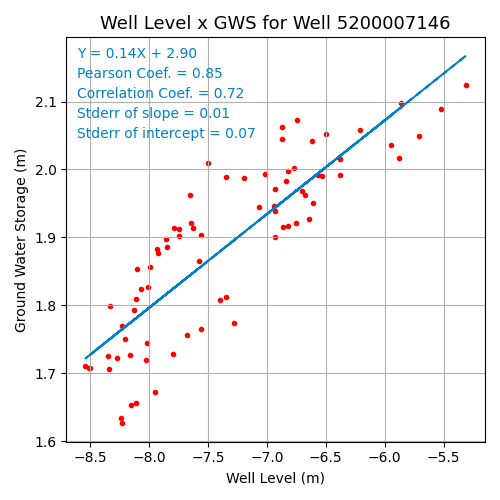 Well Level x GWS for Well 5200007146
Y = 0.14X + 2.90
Pearson Coef. = 0.85
Correlation Coef. = 0.72
Stderr of slope = 0.01
Stderr of intercept = 0.07
Ground Water Storage (m)
2.1
2.0
1.9
1.8
1.7
1.6
−8.5 −8.0 −7.5 −7.0 −6.5 −6.0 −5.5
Well Level (m)